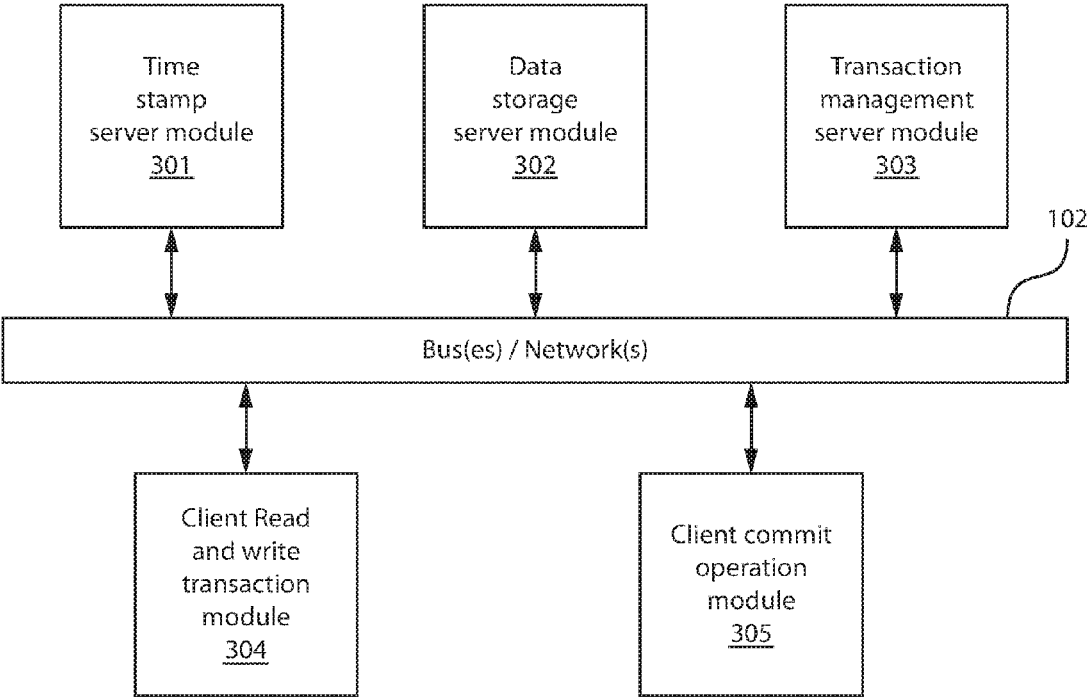 Time
stamp
server module
301
Data
storage
server module
302
Transaction
management
server module
303
102
Bus(es) / Network(s)
Client Read
and write
transaction
module
304
Client commit
operation
module
305